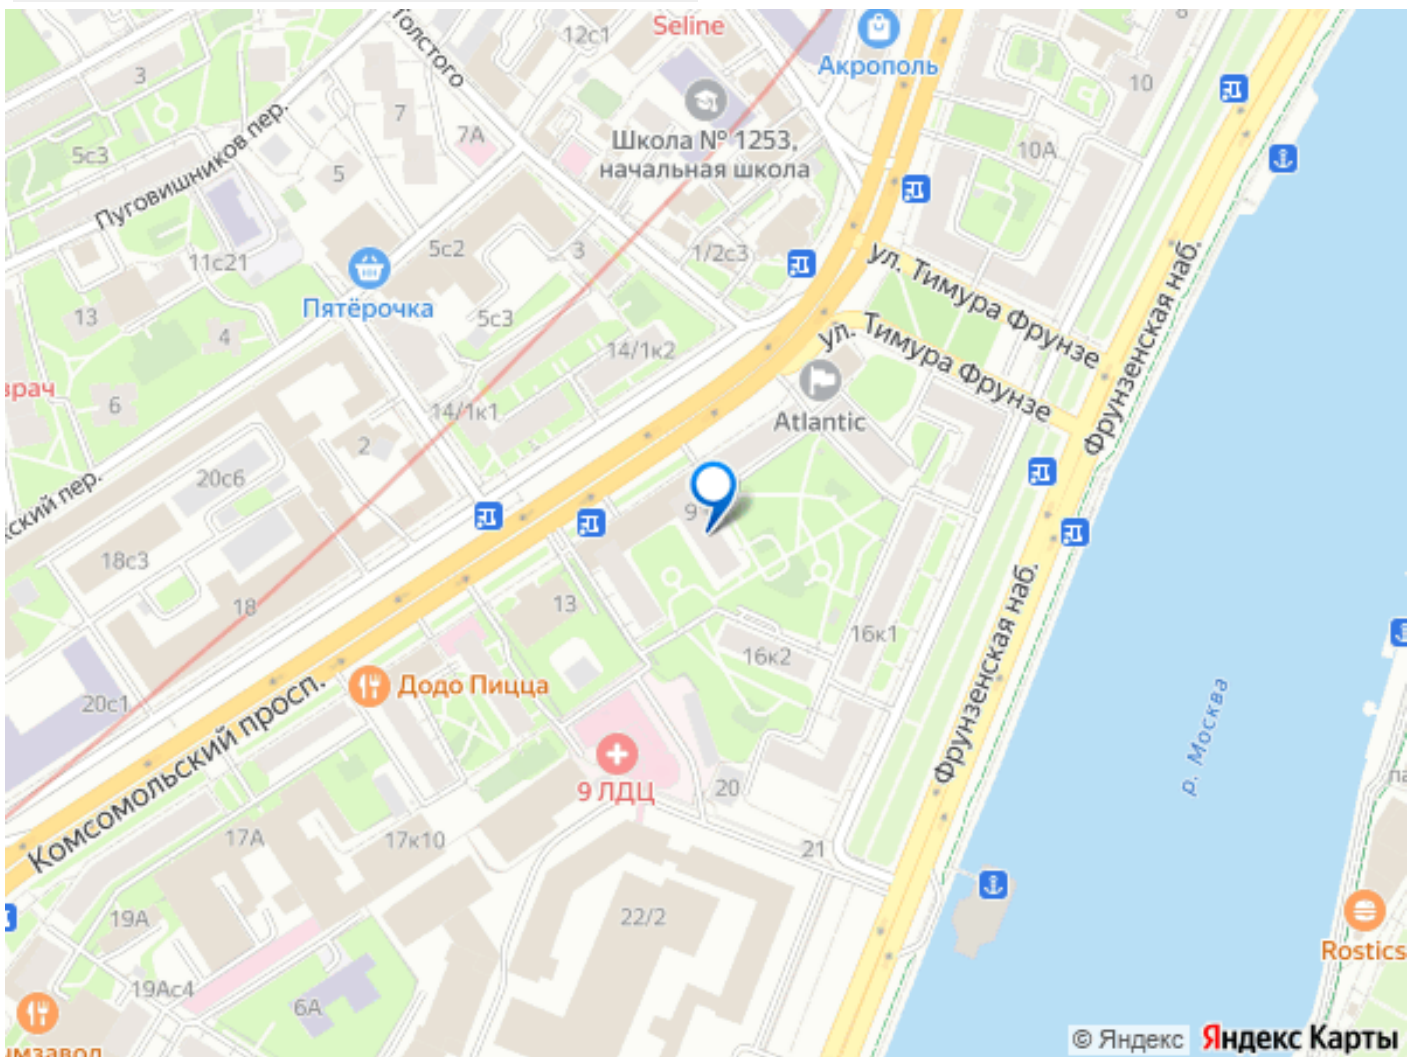 Толстого
12с1
Seline
Акрополь
8
10
3
7
7А
Школа № 1253,
начальная школа
10А
5с3
5
Пуговишников пер.
11с21
5с2
3
1/2с3
ул. Тимура Фрунзе
Фрунзенская наб.
Пятёрочка
13
4
5с3
14/1к2
ул. Тимура Фрунзе
врач
6
14/1к1
Atlantic
2
20с6
9
ский пер.
18с3
18
13
16к1
16к2
Фрунзенская наб.
20с1
Додо Пицца
р. Москва
Комсомольский просп.
9 ЛДЦ
20
17А
17к10
21
19А
22/2
Rostics
19Ас4
6А
мзавод
© Яндекс
Яндекс Карты